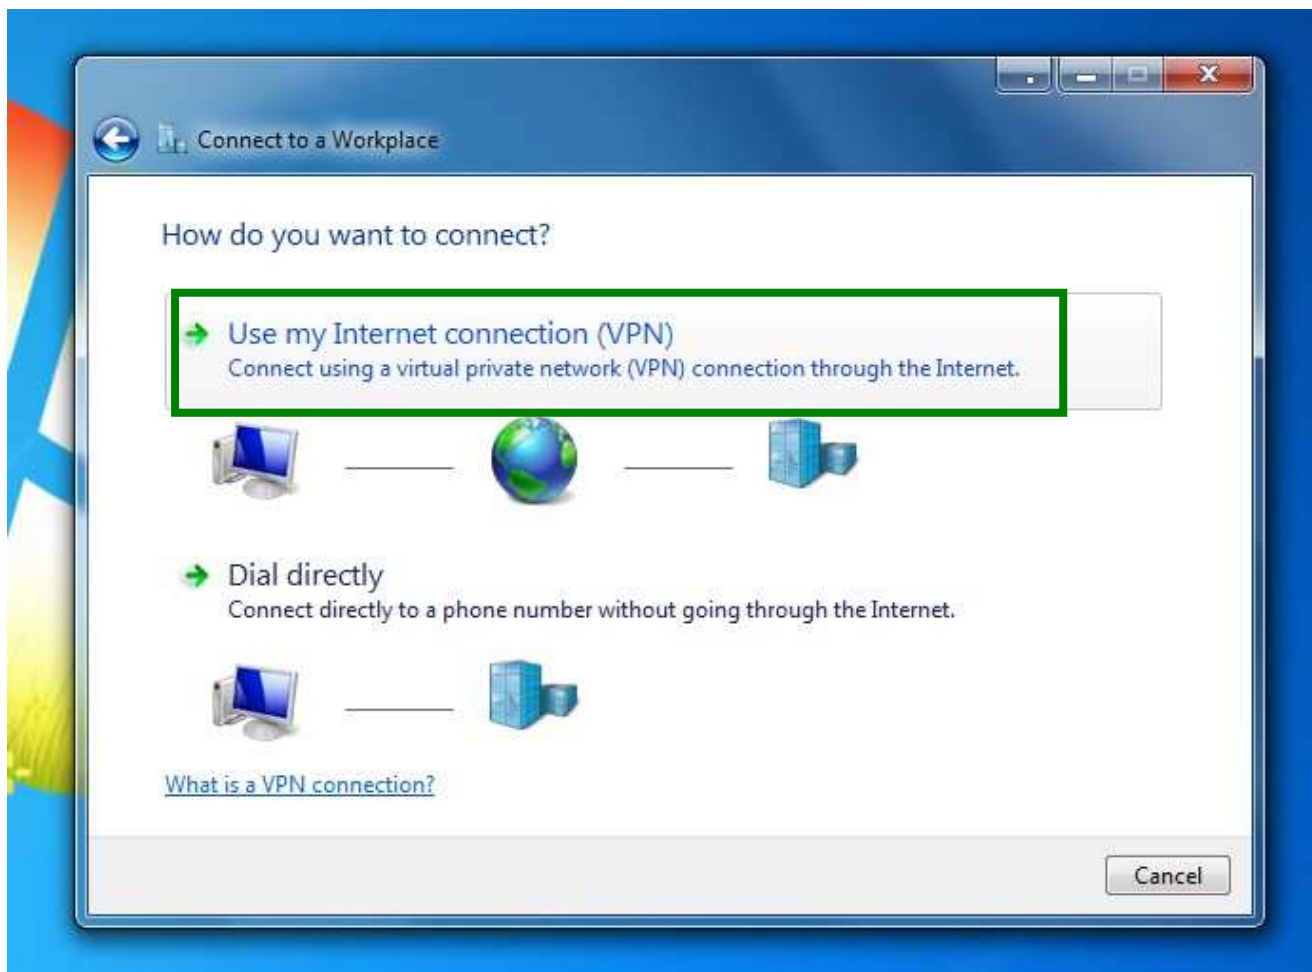 Connect to a Workplace
How do you want to connect?
Use my Internet connection (VPN)
Connect using a virtual private network (VPN) connection through the Internet.
Dial directly
Connect directly to a phone number without going through the Internet.
What is a VPN connection?
Cancel